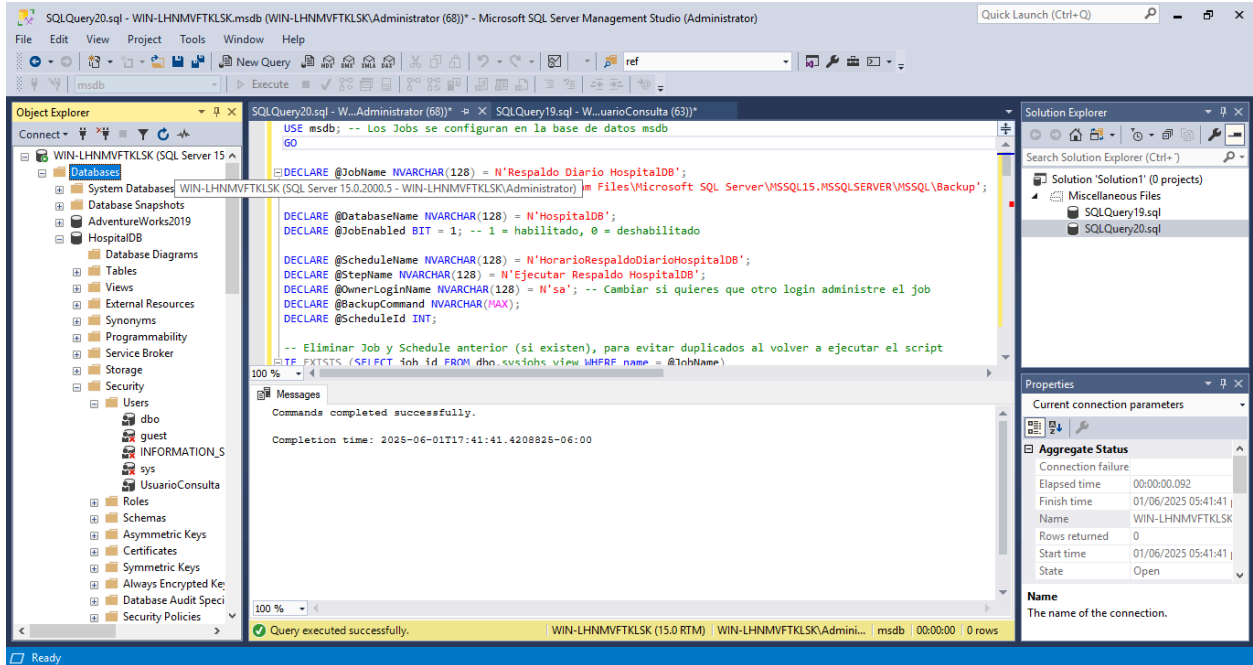 SQLQuery20.sql - WIN-LHNMVFTKLSK.msdb (WIN-LHNMVFTKLSK\Administrator (68))* - Microsoft SQL Server Management Studio (Administrator)
Quick Launch (Ctrl+Q)
File Edit View Project Tools Window Help
New Query
ref
msdb
Execute
Object Explorer
Connect
WIN-LHNMVFTKLSK (SQL Server 15
Databases
System Databases
WIN-LHNMVFTKLSK (SQL Server 15.0.2000.5 - WIN-LHNMVFTKLSK\Administrator)
Database Snapshots
AdventureWorks2019
HospitalDB
Database Diagrams
Tables
Views
External Resources
Synonyms
Programmability
Service Broker
Storage
Security
Users
dbo
guest
INFORMATION_S
sys
UsuarioConsulta
Roles
Schemas
Asymmetric Keys
Certificates
Symmetric Keys
Always Encrypted Key
Database Audit Speci
Security Policies
SQLQuery20.sql - W...Administrator (68))*
SQLQuery19.sql - W...uarioConsulta (63))*
USE msdb; -- Los Jobs se configuran en la base de datos msdb
GO
DECLARE @JobName NVARCHAR(128) = N'Respaldo Diario HospitalDB';
m Files\Microsoft SQL Server\MSSQL15.MSSQLSERVER\MSSQL\Backup';
DECLARE @DatabaseName NVARCHAR(128) = N'HospitalDB';
DECLARE @JobEnabled BIT = 1; -- 1 = habilitado, 0 = deshabilitado
DECLARE @ScheduleName NVARCHAR(128) = N'HorarioRespaldoDiarioHospitalDB';
DECLARE @StepName NVARCHAR(128) = N'Ejecutar Respaldo HospitalDB';
DECLARE @OwnerLoginName NVARCHAR(128) = N'sa'; -- Cambiar si quieres que otro login administre el job
DECLARE @BackupCommand NVARCHAR(MAX);
DECLARE @ScheduleId INT;
-- Eliminar Job y Schedule anterior (si existen), para evitar duplicados al volver a ejecutar el script
IF EXISTS (SELECT job_id FROM dbo.sysjobs_view WHERE name = @JobName)
100 %
Messages
Commands completed successfully.
Completion time: 2025-06-01T17:41:41.4208825-06:00
100 %
Query executed successfully.
WIN-LHNMVFTKLSK (15.0 RTM)
WIN-LHNMVFTKLSK\Admini...
msdb
00:00:00
0 rows
Solution Explorer
Search Solution Explorer (Ctrl+`)
Solution 'Solution1' (0 projects)
Miscellaneous Files
SQLQuery19.sql
SQLQuery20.sql
Properties
Current connection parameters
Aggregate Status
Connection failure
Elapsed time 00:00:00.092
Finish time 01/06/2025 05:41:41
Name WIN-LHNMVFTKLSK
Rows returned 0
Start time 01/06/2025 05:41:41
State Open
Name
The name of the connection.
Ready